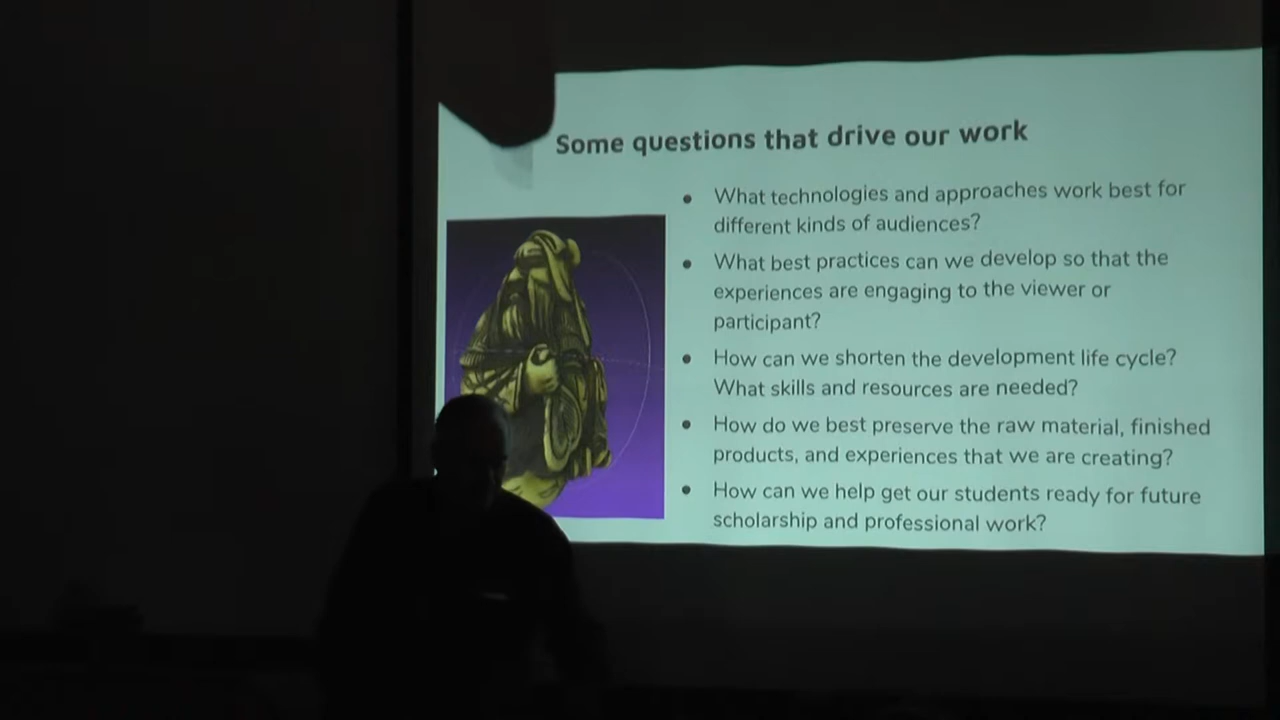 Some questions that drive our work
• What technologies and approaches work best for
different kinds of audiences?
• What best practices can we develop so that the
experiences are engaging to the viewer or
participant?
• How can we shorten the development life cycle?
What skills and resources are needed?
• How do we best preserve the raw material, finished
products, and experiences that we are creating?
• How can we help get our students ready for future
scholarship and professional work?